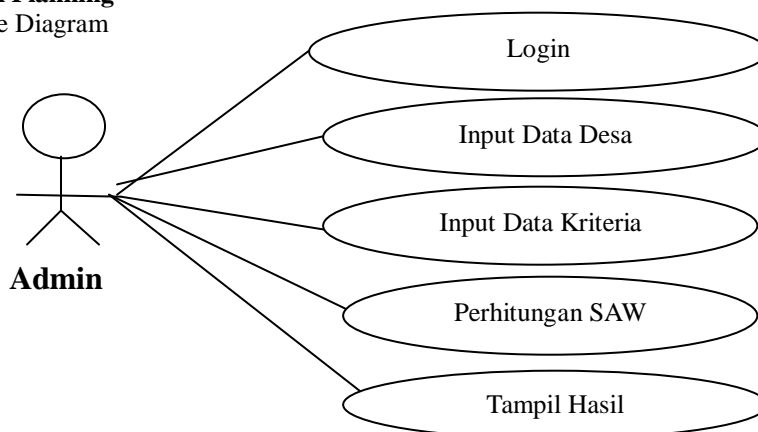 Planning
e Diagram
Login
Input Data Desa
Input Data Kriteria
Admin
Perhitungan SAW
Tampil Hasil